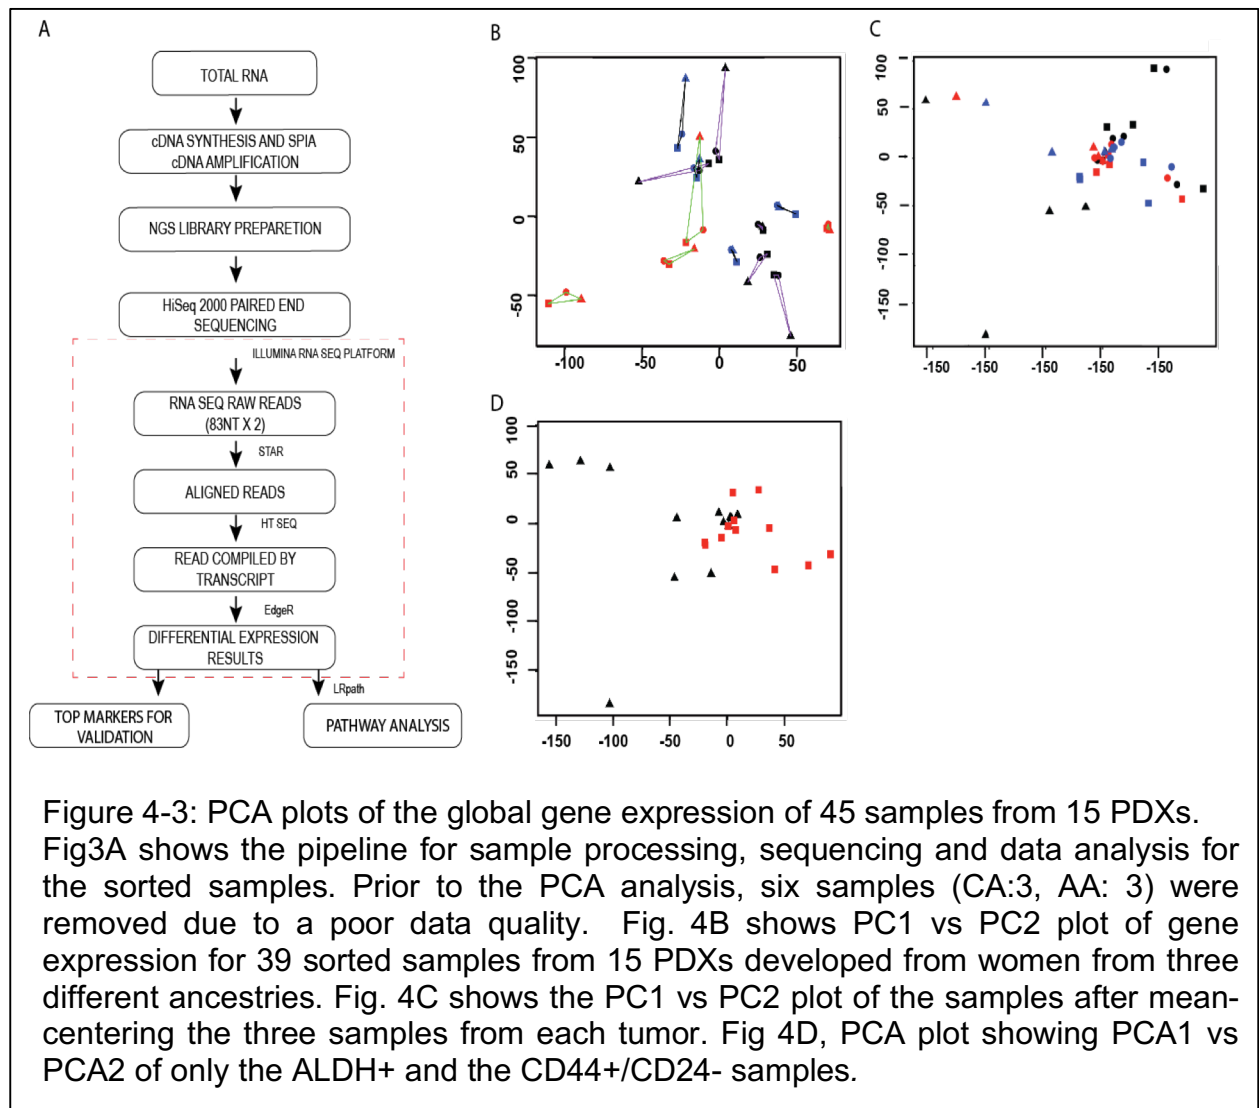 A
TOTAL RNA
cDNA SYNTHESIS AND SPIA
cDNA AMPLIFICATION
NGS LIBRARY PREPARETION
HiSeq 2000 PAIRED END
SEQUENCING
ILLUMINA RNA SEQ PLATFORM
RNA SEQ RAW READS
(83NT X 2)
STAR
ALIGNED READS
HT SEQ
READ COMPILED BY
TRANSCRIPT
EdgeR
DIFFERENTIAL EXPRESSION
RESULTS
LRpath
TOP MARKERS FOR
VALIDATION
PATHWAY ANALYSIS
B
100
50
0
-50
-100
-50
0
50
C
100
50
0
-50
-100
-150
-150
-150
-150
-150
-150
D
100
50
0
-50
-100
-150
-150
-100
-50
0
50
Figure 4-3: PCA plots of the global gene expression of 45 samples from 15 PDXs.
Fig3A shows the pipeline for sample processing, sequencing and data analysis for
the sorted samples. Prior to the PCA analysis, six samples (CA:3, AA: 3) were
removed due to a poor data quality. Fig. 4B shows PC1 vs PC2 plot of gene
expression for 39 sorted samples from 15 PDXs developed from women from three
different ancestries. Fig. 4C shows the PC1 vs PC2 plot of the samples after mean-
centering the three samples from each tumor. Fig 4D, PCA plot showing PCA1 vs
PCA2 of only the ALDH+ and the CD44+/CD24- samples.